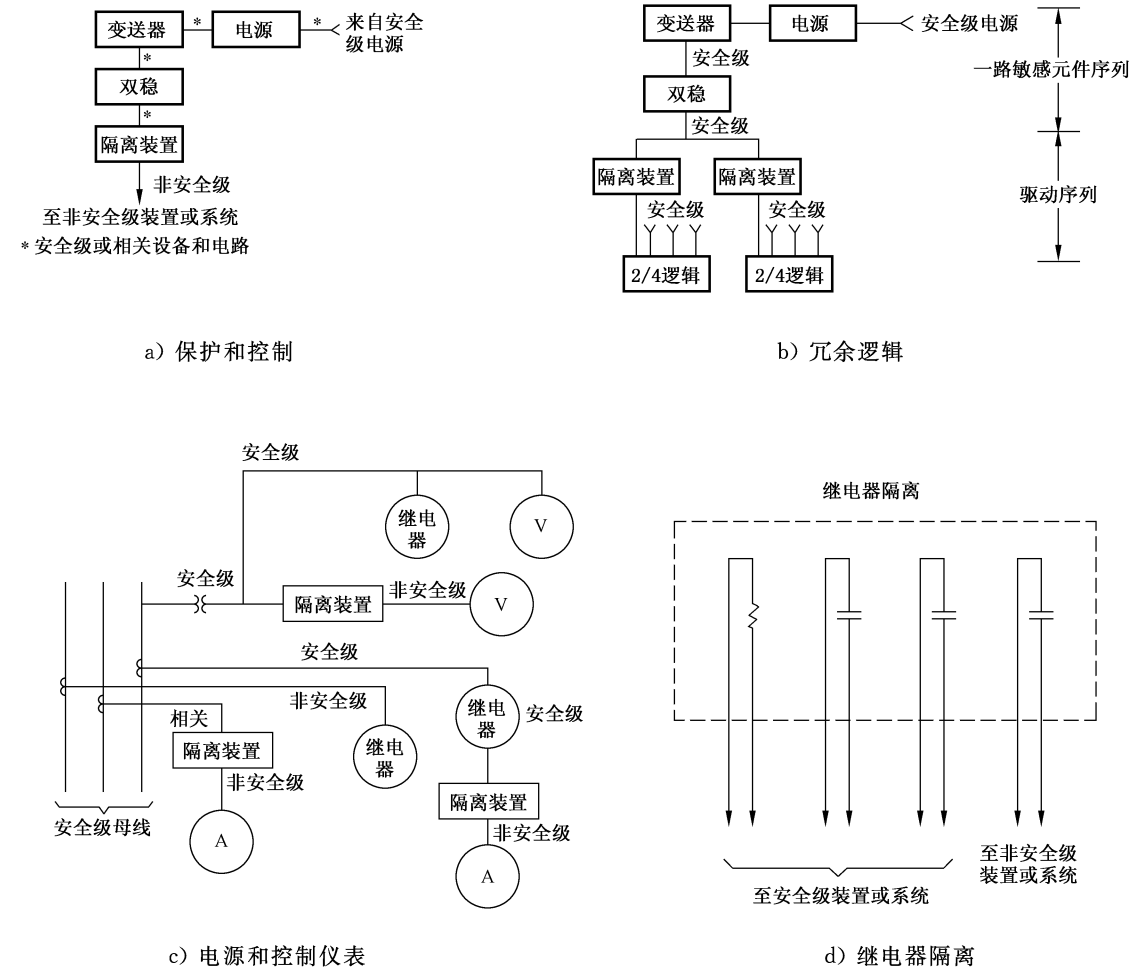 变送器
*
电源
*
来自安全
级电源
*
双稳
*
隔离装置
非安全级
至非安全级装置或系统
*安全级或相关设备和电路
a）保护和控制
变送器
电源
安全级电源
安全级
双稳
安全级
隔离装置
隔离装置
安全级
安全级
2/4逻辑
2/4逻辑
一路敏感元件序列
驱动序列
b）冗余逻辑
安全级
继电
器
V
安全级
隔离装置
非安全级
V
安全级
非安全级
继电
器
安全级
相关
隔离装置
继电
器
非安全级
隔离装置
安全级母线
A
非安全级
A
c）电源和控制仪表
继电器隔离
至安全级装置或系统
至非安全级
装置或系统
d）继电器隔离